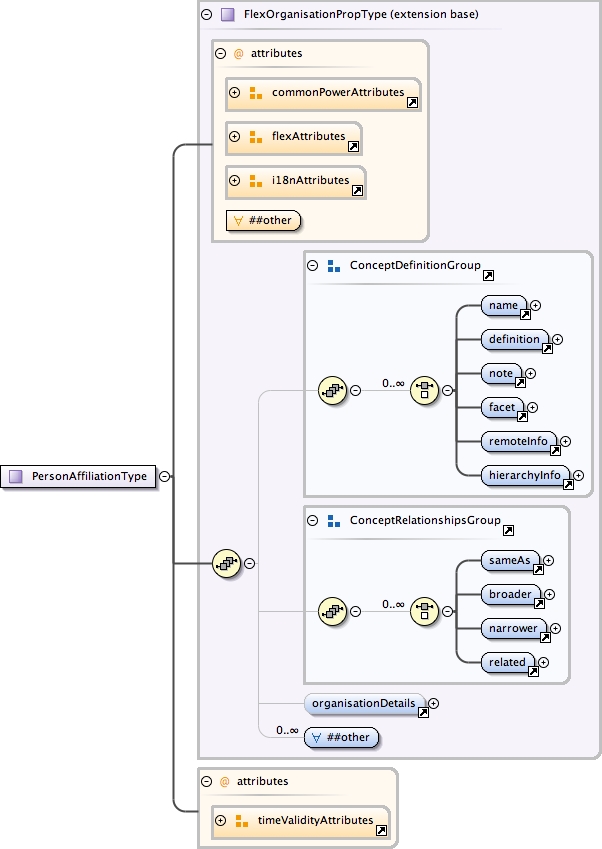 FlexOrganisationPropType (extension base)
@ attributes
commonPowerAttributes
flexAttributes
i18nAttributes
##other
ConceptDefinitionGroup
name
definition
0..∞
note
facet
remoteInfo
hierarchyInfo
PersonAffiliationType
ConceptRelationshipsGroup
sameAs
broader
0..∞
narrower
related
organisationDetails
0..∞
##other
@ attributes
timeValidityAttributes